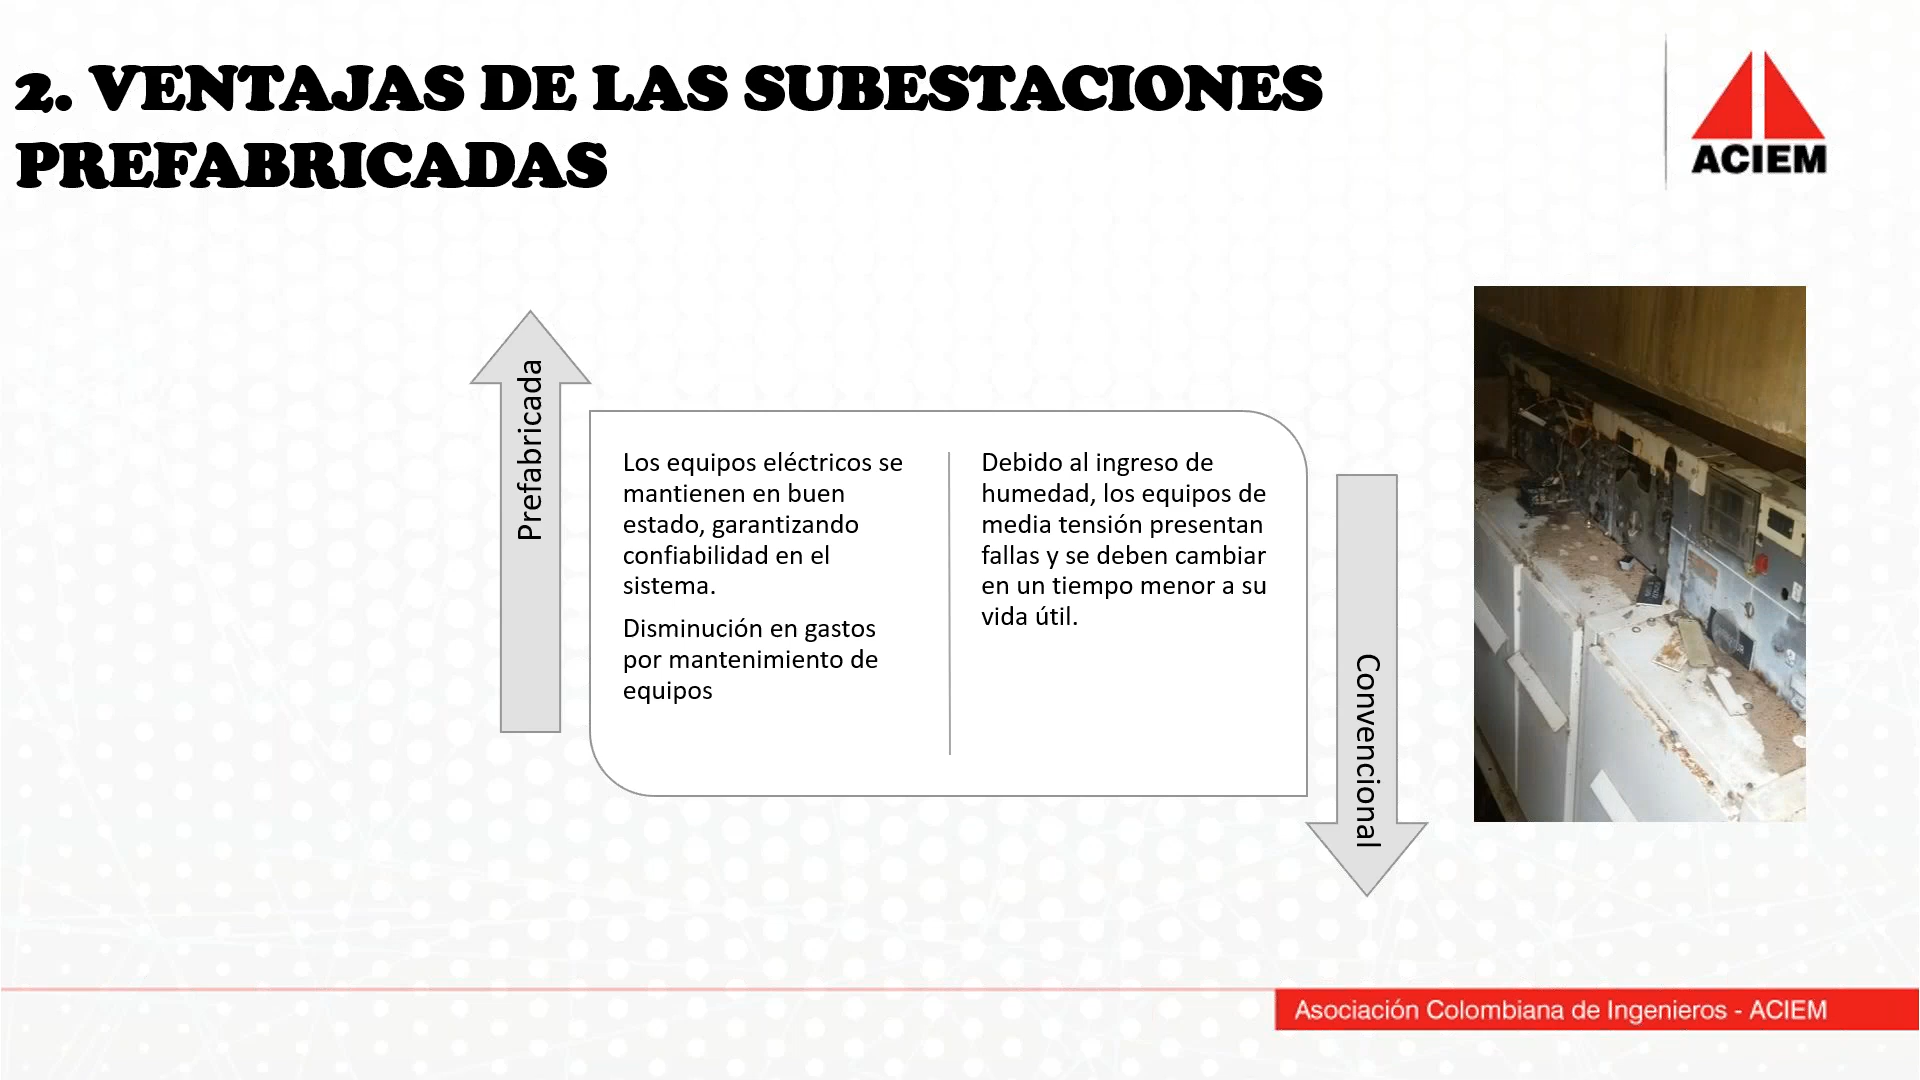 2. VENTAJAS DE LAS SUBESTACIONES
PREFABRICADAS
ACIEM
Prefabricada
Los equipos eléctricos se
mantienen en buen
estado, garantizando
confiabilidad en el
sistema.
Disminución en gastos
por mantenimiento de
equipos
Debido al ingreso de
humedad, los equipos de
media tensión presentan
fallas y se deben cambiar
en un tiempo menor a su
vida útil.
Convencional
Asociación Colombiana de Ingenieros - ACIEM